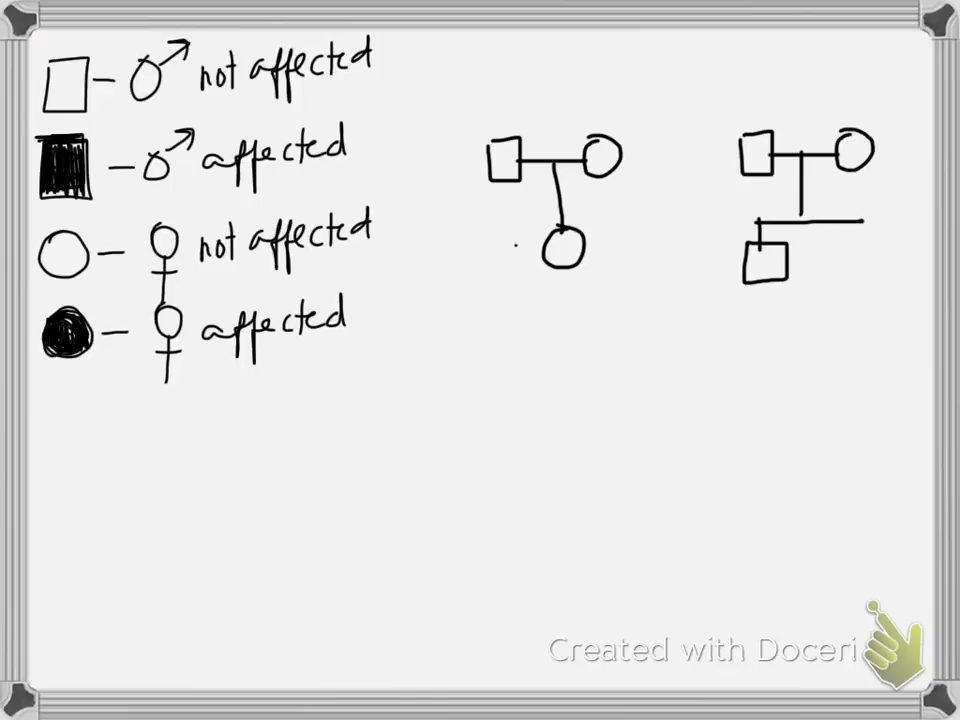 □ - ♂ not affected
■ - ♂ affected
○ - ♀ not affected
● - ♀ affected
Created with Doceri